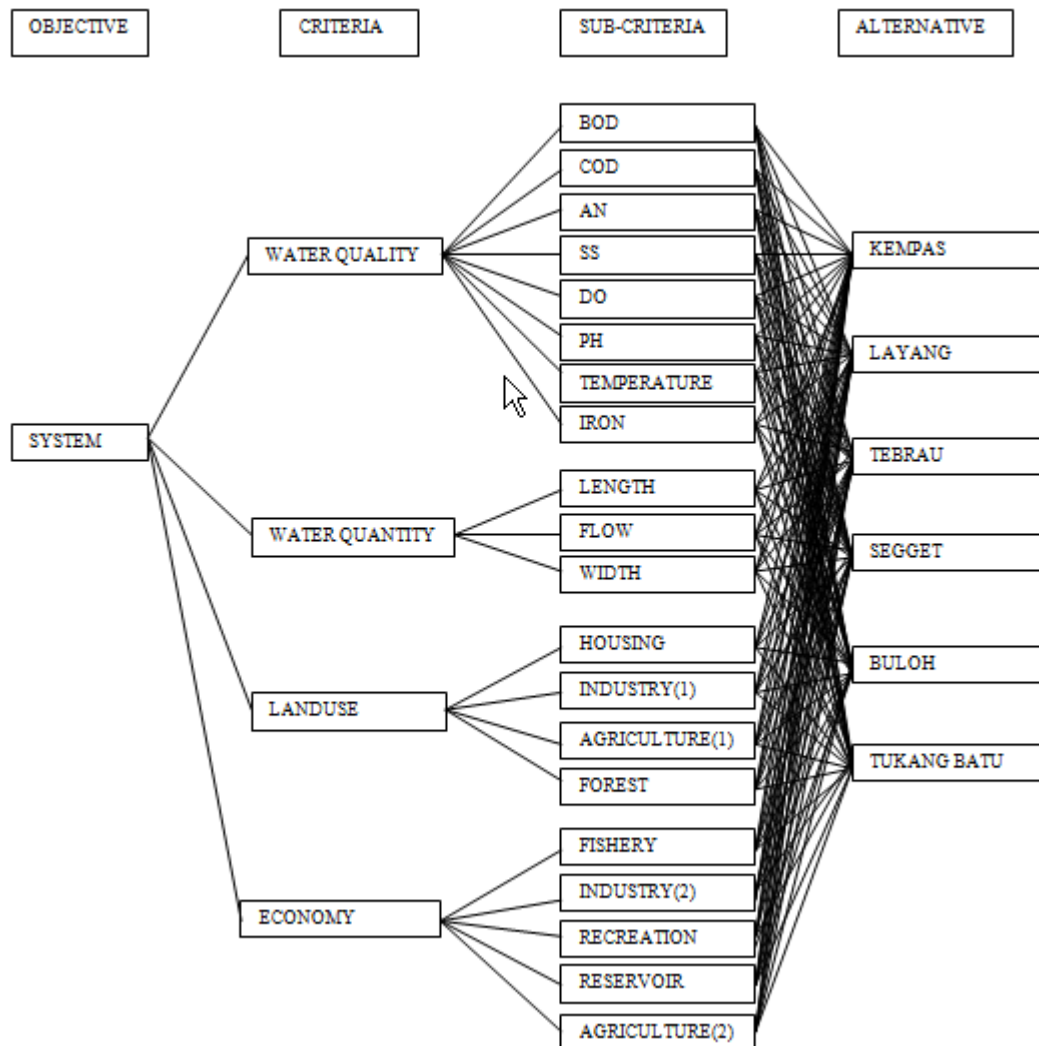 OBJECTIVE
CRITERIA
SUB-CRITERIA
ALTERNATIVE
SYSTEM
WATER QUALITY
WATER QUANTITY
LANDUSE
ECONOMY
BOD
COD
AN
SS
DO
PH
TEMPERATURE
IRON
LENGTH
FLOW
WIDTH
HOUSING
INDUSTRY(1)
AGRICULTURE(1)
FOREST
FISHERY
INDUSTRY(2)
RECREATION
RESERVOIR
AGRICULTURE(2)
KEMPAS
LAYANG
TEBRAU
SEGGET
BULOH
TUKANG BATU